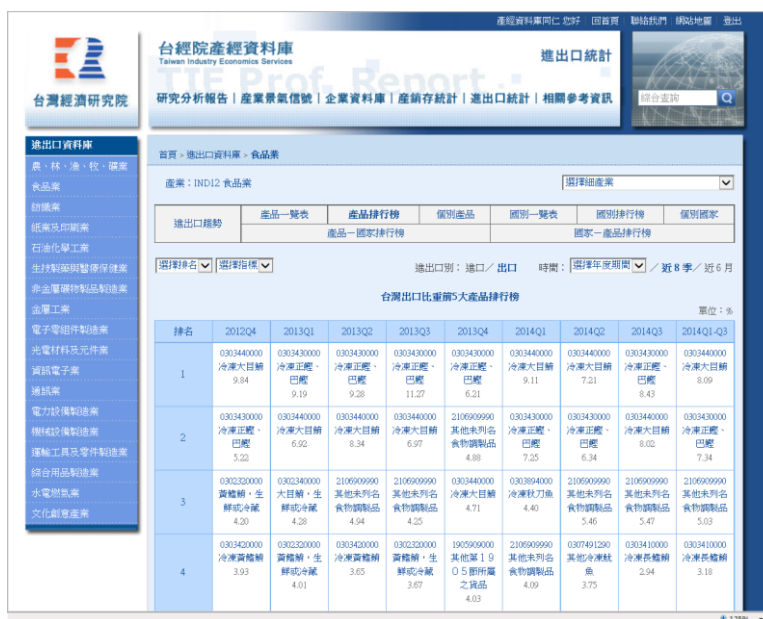 產經資料庫同仁 您好 回首頁 聯絡我們 網站地圖 登出
台灣經濟研究院
台經院產經資料庫
Taiwan Industry Economics Services
進出口統計
TIE Prof. Report
研究分析報告 | 產業景氣信號 | 企業資料庫 | 產銷存統計 | 進出口統計 | 相關參考資訊
綜合查詢
進出口資料庫
農、林、漁、牧、礦業
食品業
紡織業
紙業及印刷業
石油化學工業
生技製藥與醫療保健業
非金屬礦物製品製造業
金屬工業
電子零組件製造業
光電材料及元件業
資訊電子業
通訊業
電力設備製造業
機械設備製造業
運輸工具及零件製造業
綜合用品製造業
水電燃氣業
文化創意產業
首頁 > 進出口資料庫 > 食品業
產業:IND12 食品業
選擇細產業
進出口趨勢
產品一覽表 產品排行榜 個別產品 國別一覽表 國別排行榜 個別國家
產品－國家排行榜 國家－產品排行榜
選擇排名 選擇指標 進出口別: 進口／ 出口 時間: 選擇年度期間 ／ 近 8 季／ 近 6 月
台灣出口比重前5大產品排行榜
單位：%
排名 2012Q4 2013Q1 2013Q2 2013Q3 2013Q4 2014Q1 2014Q2 2014Q3 2014Q1-Q3
0303440000 0303430000 0303430000 0303430000 0303430000 0303440000 0303440000 0303430000 0303440000
冷凍大目鮪 冷凍正鰹、 冷凍正鰹、 冷凍正鰹、 冷凍正鰹、 冷凍大目鮪 冷凍大目鮪 冷凍正鰹、 冷凍大目鮪
1 9.84 巴鰹 巴鰹 巴鰹 巴鰹 9.11 7.21 巴鰹 8.09
9.19 9.28 11.27 6.21 8.43
0303430000 0303440000 0303440000 0303440000 2106909990 0303430000 0303430000 0303440000 0303430000
冷凍正鰹、 冷凍大目鮪 冷凍大目鮪 冷凍大目鮪 其他未列名 冷凍正鰹、 冷凍正鰹、 冷凍大目鮪 冷凍正鰹、
2 巴鰹 6.92 8.34 6.97 食物調製品 巴鰹 巴鰹 8.02 巴鰹
5.22 4.88 7.25 6.34 7.34
0302320000 0302340000 2106909990 2106909990 0303440000 0303894000 2106909990 2106909990 2106909990
黃鰭鮪，生 大目鮪，生 其他未列名 其他未列名 冷凍大目鮪 冷凍秋刀魚 其他未列名 其他未列名 其他未列名
3 鮮或冷藏 鮮或冷藏 食物調製品 食物調製品 4.71 4.40 食物調製品 食物調製品 食物調製品
4.20 4.28 4.94 4.25 5.46 5.47 5.03
0303420000 0302320000 0303420000 0302320000 1905909000 2106909990 0307491290 0303410000 0303410000
冷凍黃鰭鮪 黃鰭鮪，生 冷凍黃鰭鮪 黃鰭鮪，生 其他第１９ 其他未列名 其他冷凍魷 冷凍長鰭鮪 冷凍長鰭鮪
4 3.93 鮮或冷藏 3.65 鮮或冷藏 ０５節所屬 食物調製品 魚 2.94 3.18
4.01 3.67 之貨品 4.09 3.75
4.03